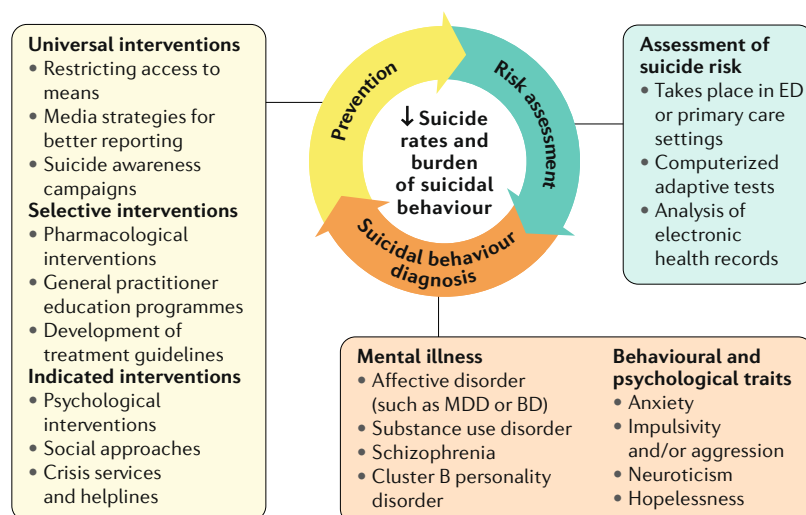 Universal interventions
• Restricting access to
means
• Media strategies for
better reporting
• Suicide awareness
campaigns
Selective interventions
• Pharmacological
interventions
• General practitioner
education programmes
• Development of
treatment guidelines
Indicated interventions
• Psychological
interventions
• Social approaches
• Crisis services
and helplines
Prevention
Risk assessment
Suicidal behaviour
diagnosis
↓ Suicide
rates and
burden
of suicidal
behaviour
Assessment of
suicide risk
• Takes place in ED
or primary care
settings
• Computerized
adaptive tests
• Analysis of
electronic
health records
Mental illness
• Affective disorder
(such as MDD or BD)
• Substance use disorder
• Schizophrenia
• Cluster B personality
disorder
Behavioural and
psychological traits
• Anxiety
• Impulsivity
and/or aggression
• Neuroticism
• Hopelessness